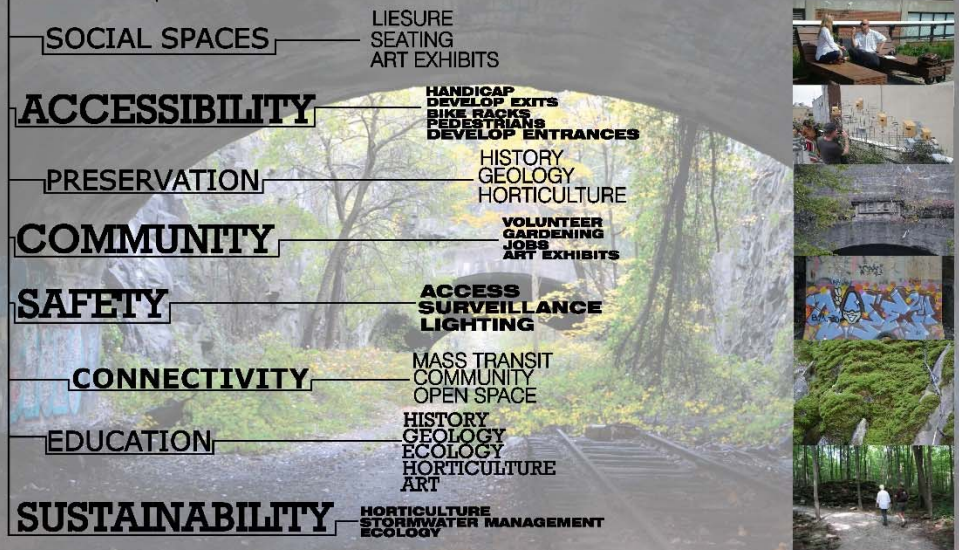 SOCIAL SPACES
LIESURE
SEATING
ART EXHIBITS
ACCESSIBILITY
HANDICAP
DEVELOP EXITS
BIKE RACKS
PEDESTRIANS
DEVELOP ENTRANCES
PRESERVATION
HISTORY
GEOLOGY
HORTICULTURE
COMMUNITY
VOLUNTEER
GARDENING
JOBS
ART EXHIBITS
SAFETY
ACCESS
SURVEILLANCE
LIGHTING
CONNECTIVITY
MASS TRANSIT
COMMUNITY
OPEN SPACE
EDUCATION
HISTORY
GEOLOGY
ECOLOGY
HORTICULTURE
ART
SUSTAINABILITY
HORTICULTURE
STORMWATER MANAGEMENT
ECOLOGY